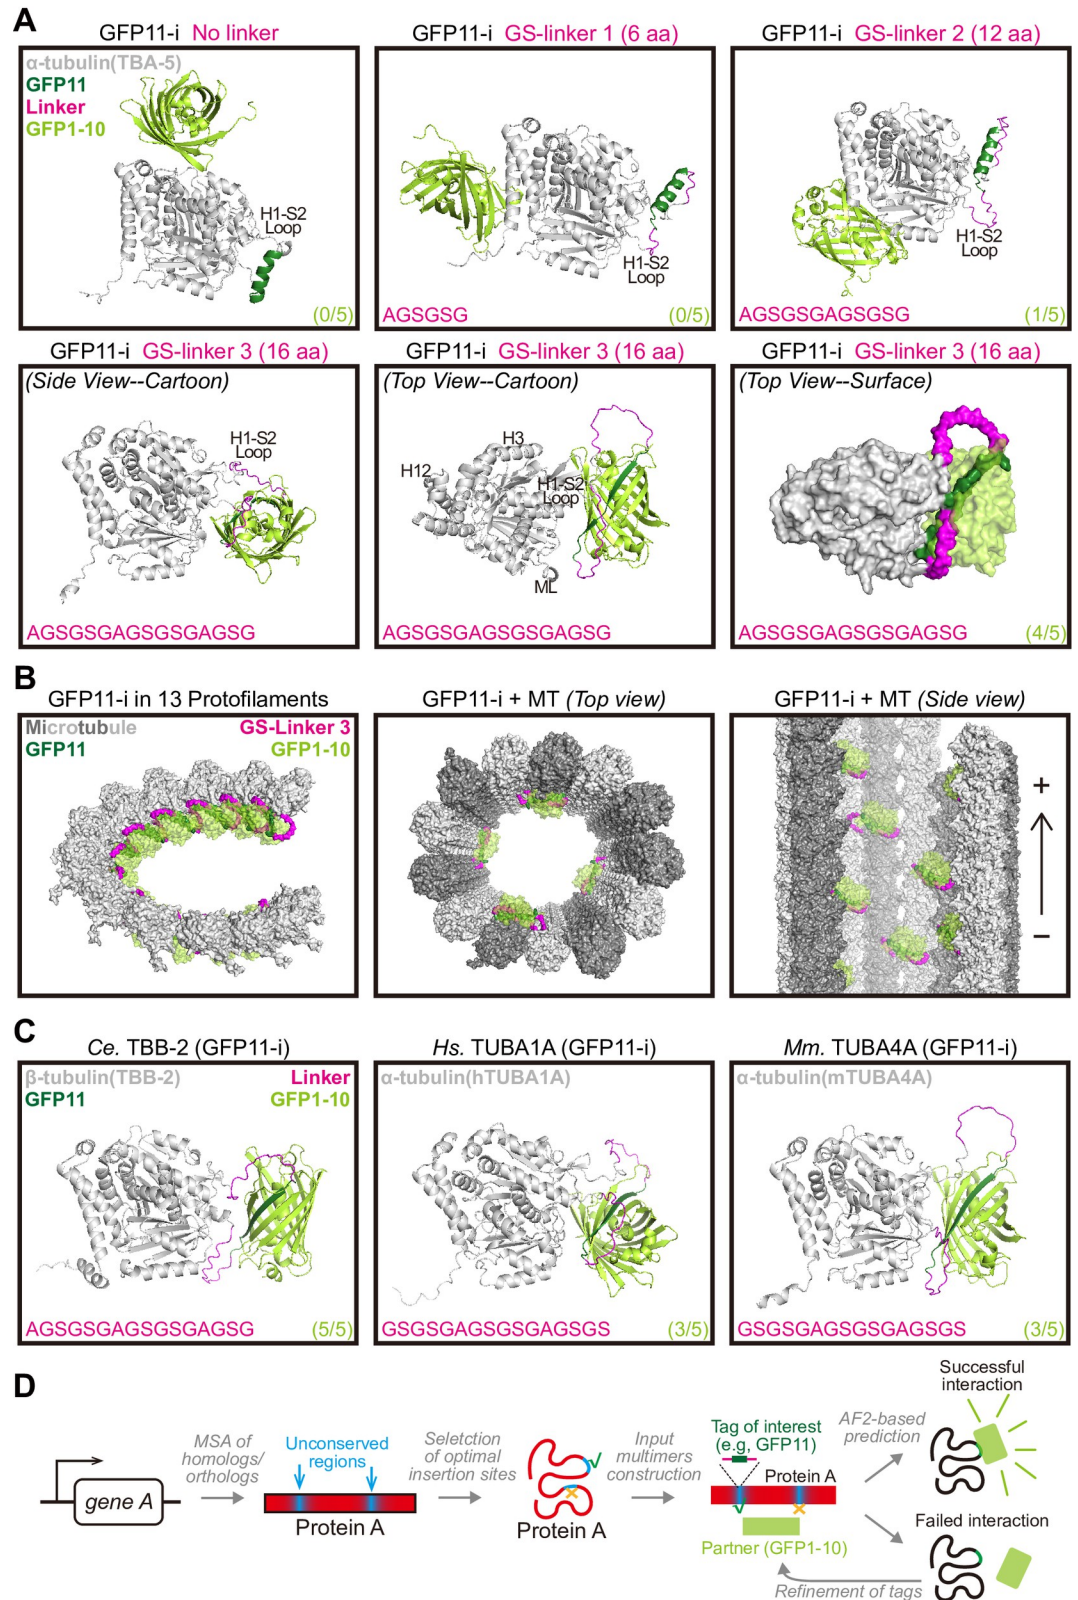 A
GFP11-i No linker
α-tubulin(TBA-5)
GFP11
Linker
GFP1-10
H1-S2
Loop
(0/5)
GFP11-i GS-linker 1 (6 aa)
H1-S2
Loop
AGSGSG
(0/5)
GFP11-i GS-linker 2 (12 aa)
H1-S2
Loop
AGSGSGAGSGSG
(1/5)
GFP11-i GS-linker 3 (16 aa)
(Side View--Cartoon)
H1-S2
Loop
AGSGSGAGSGSGAGSG
GFP11-i GS-linker 3 (16 aa)
(Top View--Cartoon)
H3
H12
H1-S2
Loop
ML
AGSGSGAGSGSGAGSG
GFP11-i GS-linker 3 (16 aa)
(Top View--Surface)
AGSGSGAGSGSGAGSG
(4/5)
B
GFP11-i in 13 Protofilaments
Microtubule
GS-Linker 3
GFP11
GFP1-10
GFP11-i + MT (Top view)
GFP11-i + MT (Side view)
+
−
C
Ce. TBB-2 (GFP11-i)
β-tubulin(TBB-2)
Linker
GFP11
GFP1-10
AGSGSGAGSGSGAGSG
(5/5)
Hs. TUBA1A (GFP11-i)
α-tubulin(hTUBA1A)
GSGSGAGSGSGAGSGS
(3/5)
Mm. TUBA4A (GFP11-i)
α-tubulin(mTUBA4A)
GSGSGAGSGSGAGSGS
(3/5)
D
gene A
MSA of
homologs/
orthologs
Unconserved
regions
Protein A
Seletction
of optimal
insertion sites
Protein A
Input
multimers
construction
Tag of interest
(e.g, GFP11)
Protein A
Partner (GFP1-10)
AF2-based
prediction
Successful
interaction
Failed interaction
Refinement of tags